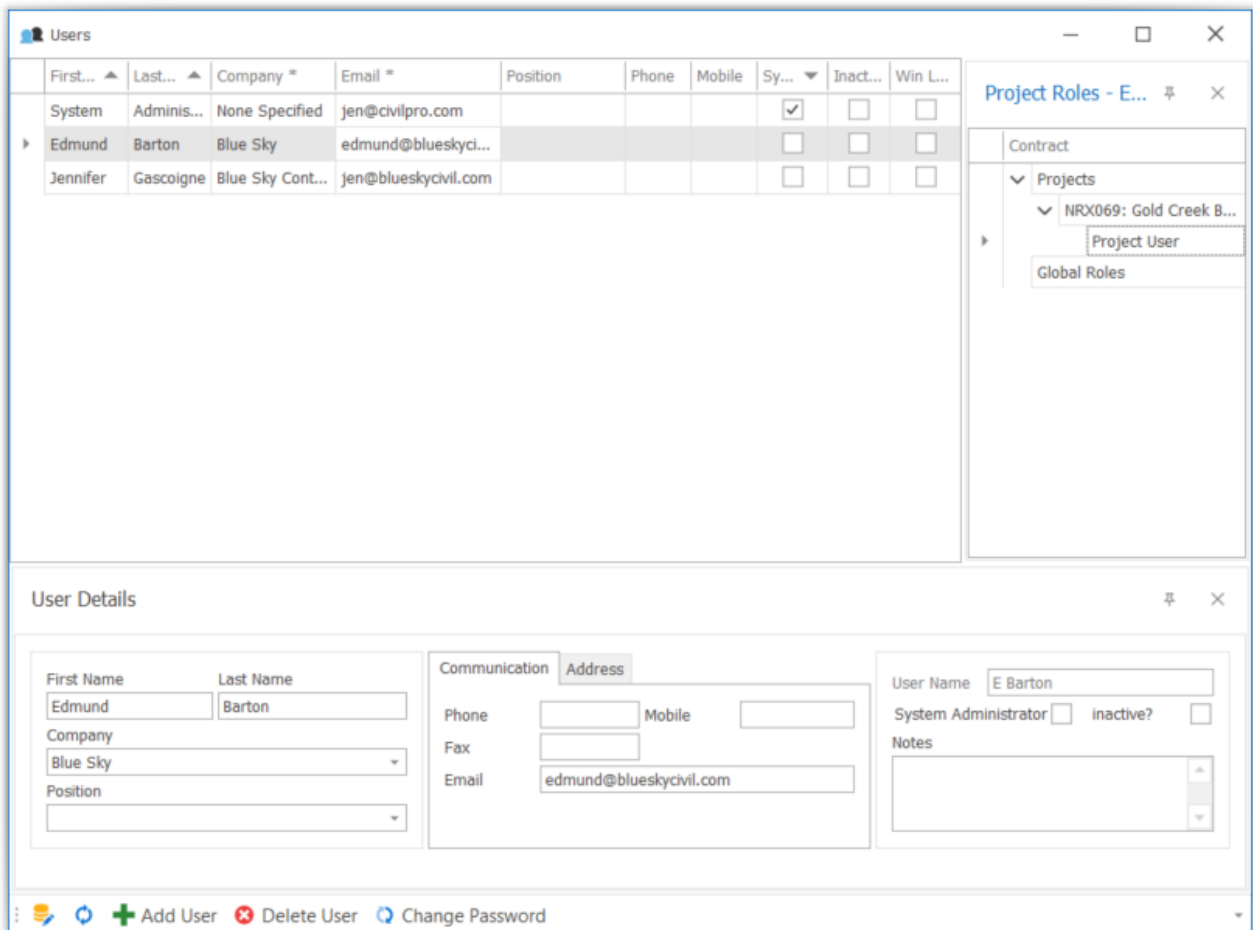 Users
First... Last... Company * Email * Position Phone Mobile Sy... Inact... Win L...
System Adminis... None Specified jen@civilpro.com
Edmund Barton Blue Sky edmund@blueskyci...
Jennifer Gascoigne Blue Sky Cont... jen@blueskycivil.com
Project Roles - E...
Contract
Projects
NRX069: Gold Creek B...
Project User
Global Roles
User Details
First Name Last Name
Edmund Barton
Company
Blue Sky
Position
Communication Address
Phone Mobile
Fax
Email edmund@blueskycivil.com
User Name E Barton
System Administrator inactive?
Notes
Add User Delete User Change Password